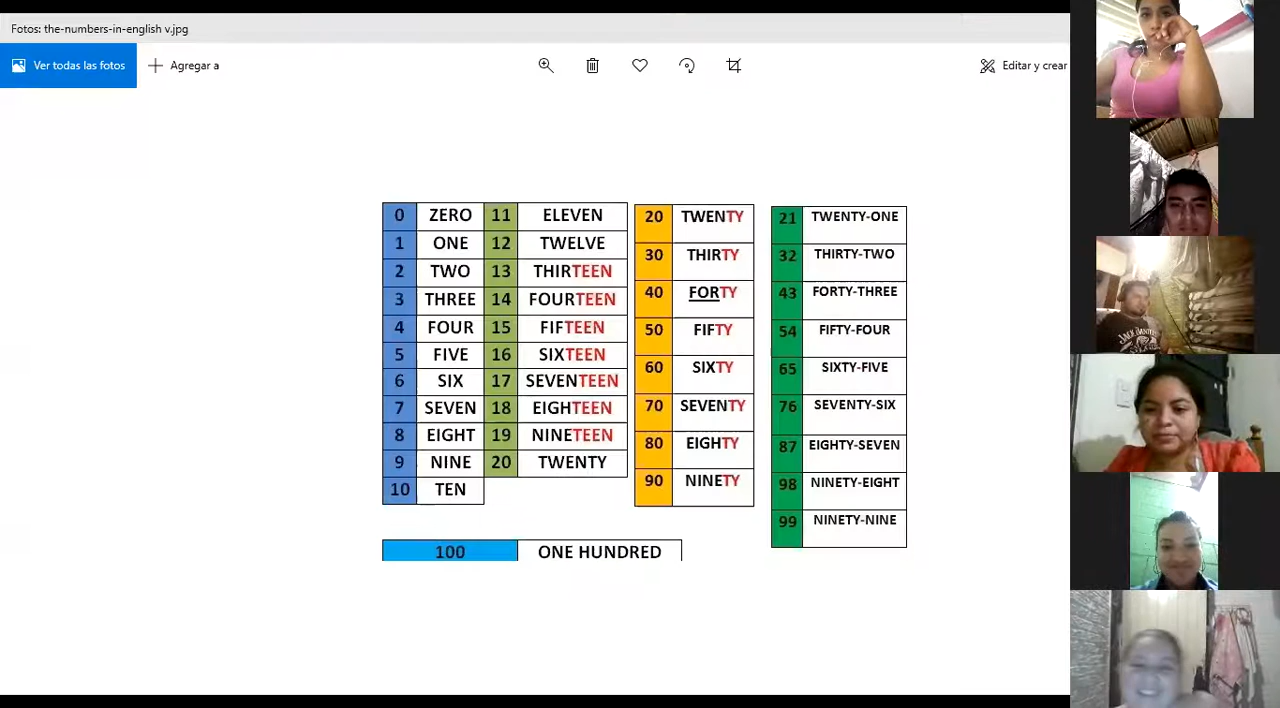 Fotos: the-numbers-in-english v.jpg
Ver todas las fotos
Agregar a
Editar y crear
0 ZERO 11 ELEVEN
1 ONE 12 TWELVE
2 TWO 13 THIRTEEN
3 THREE 14 FOURTEEN
4 FOUR 15 FIFTEEN
5 FIVE 16 SIXTEEN
6 SIX 17 SEVENTEEN
7 SEVEN 18 EIGHTEEN
8 EIGHT 19 NINETEEN
9 NINE 20 TWENTY
10 TEN
20 TWENTY
30 THIRTY
40 FORTY
50 FIFTY
60 SIXTY
70 SEVENTY
80 EIGHTY
90 NINETY
21 TWENTY-ONE
32 THIRTY-TWO
43 FORTY-THREE
54 FIFTY-FOUR
65 SIXTY-FIVE
76 SEVENTY-SIX
87 EIGHTY-SEVEN
98 NINETY-EIGHT
99 NINETY-NINE
100 ONE HUNDRED